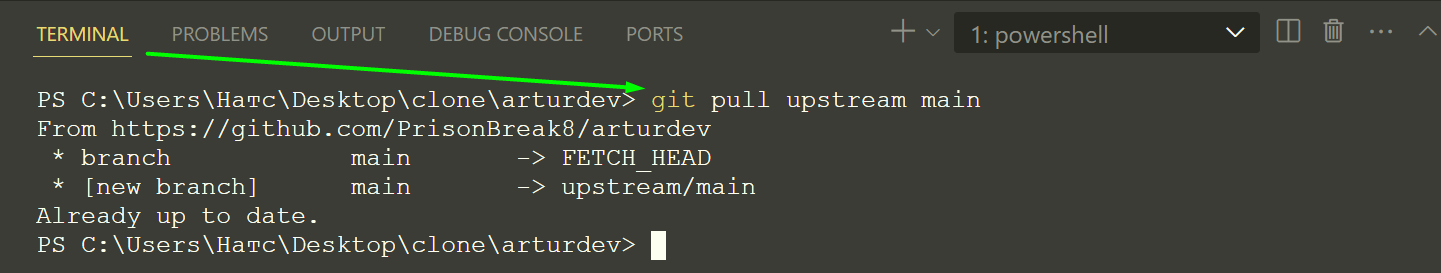 TERMINAL PROBLEMS OUTPUT DEBUG CONSOLE PORTS 1: powershell
PS C:\Users\Натс\Desktop\clone\arturdev> git pull upstream main
From https://github.com/PrisonBreak8/arturdev
 * branch            main       -> FETCH_HEAD
 * [new branch]      main       -> upstream/main
Already up to date.
PS C:\Users\Натс\Desktop\clone\arturdev>